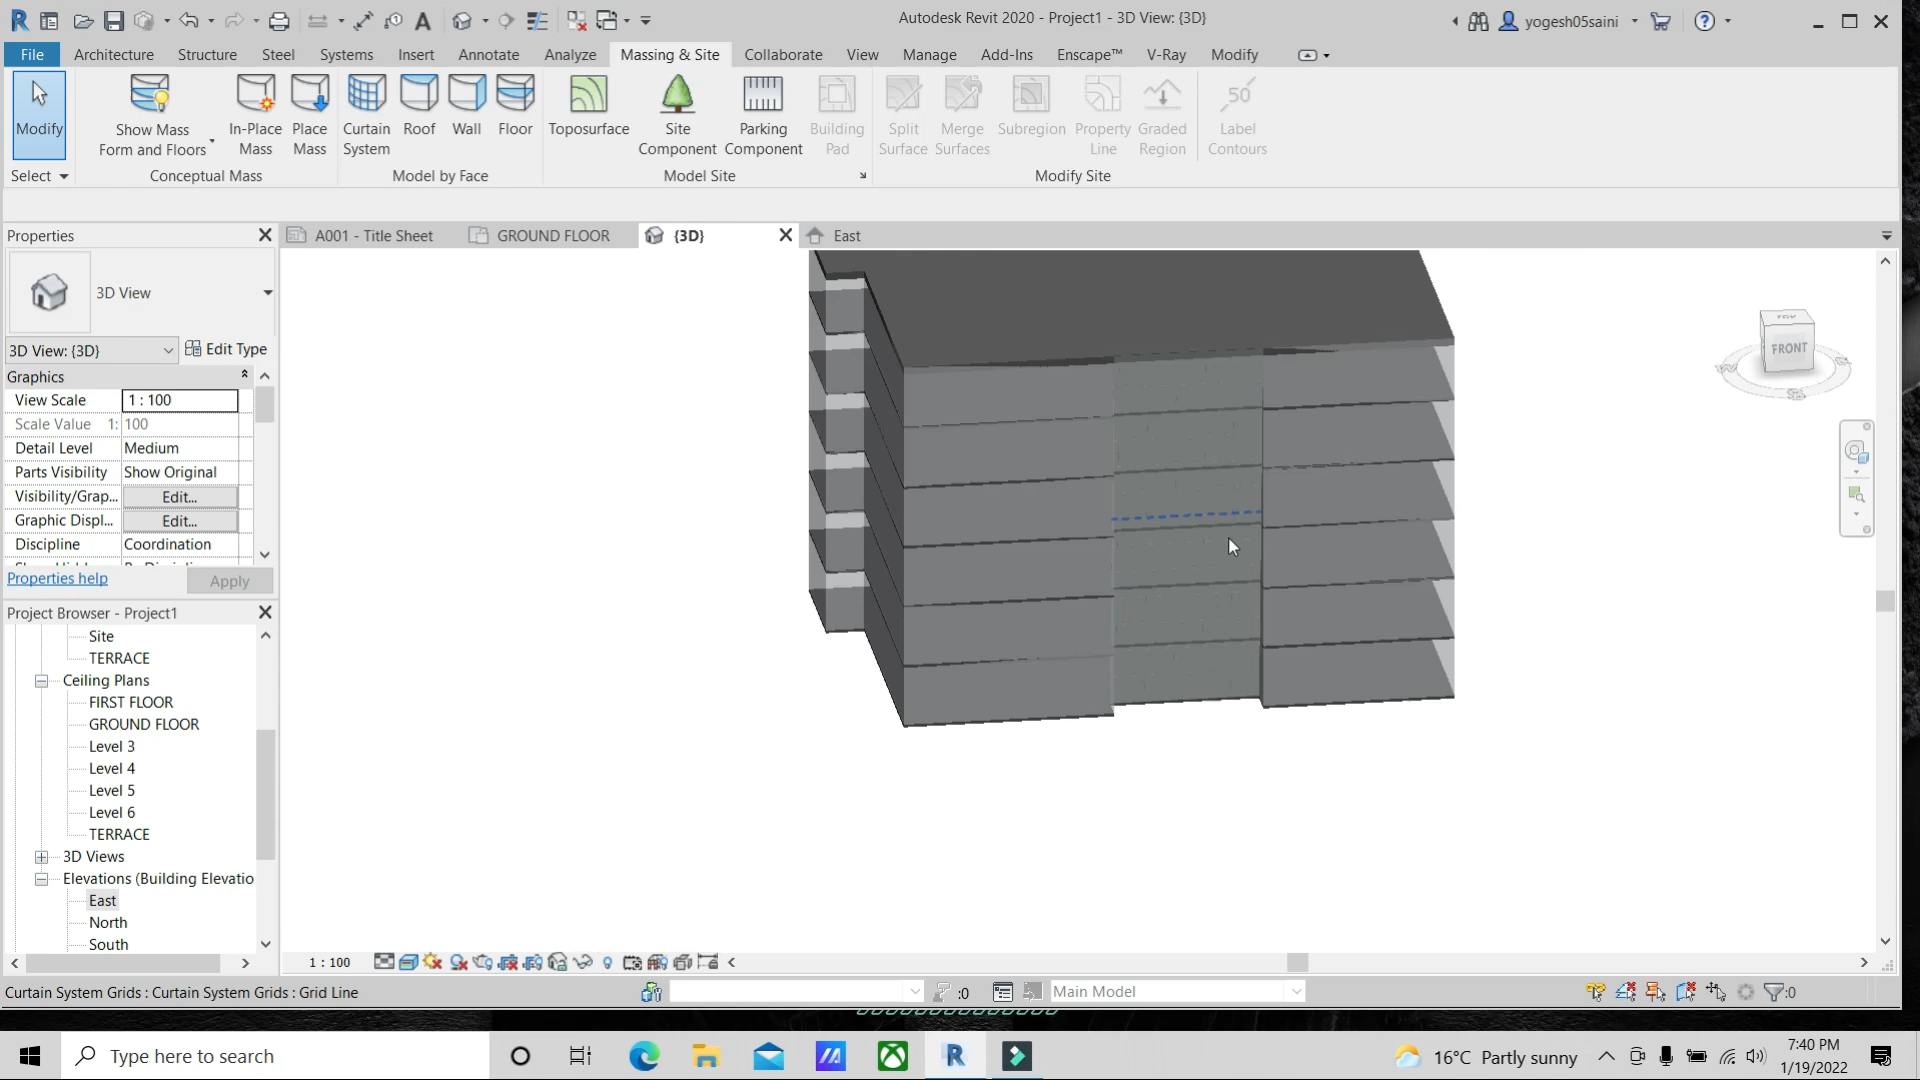 Autodesk Revit 2020 - Project1 - 3D View: {3D}
yogesh05saini
File Architecture Structure Steel Systems Insert Annotate Analyze Massing & Site Collaborate View Manage Add-Ins Enscape™ V-Ray Modify
Modify
Show Mass
Form and Floors
In-Place
Mass
Place
Mass
Curtain
System
Roof
Wall
Floor
Toposurface
Site
Component
Parking
Component
Building
Pad
Split
Surface
Merge
Surfaces
Subregion
Property
Line
Graded
Region
50
Label
Contours
Select Conceptual Mass Model by Face Model Site Modify Site
Properties
A001 - Title Sheet GROUND FLOOR {3D} East
3D View
3D View: {3D} Edit Type
Graphics
View Scale 1 : 100
Scale Value 1: 100
Detail Level Medium
Parts Visibility Show Original
Visibility/Grap... Edit...
Graphic Displ... Edit...
Discipline Coordination
Properties help Apply
Project Browser - Project1
Site
TERRACE
Ceiling Plans
FIRST FLOOR
GROUND FLOOR
Level 3
Level 4
Level 5
Level 6
TERRACE
3D Views
Elevations (Building Elevatio
East
North
South
FRONT
1 : 100
Curtain System Grids : Curtain System Grids : Grid Line
:0
Main Model
:0
Type here to search
16°C Partly sunny
7:40 PM
1/19/2022